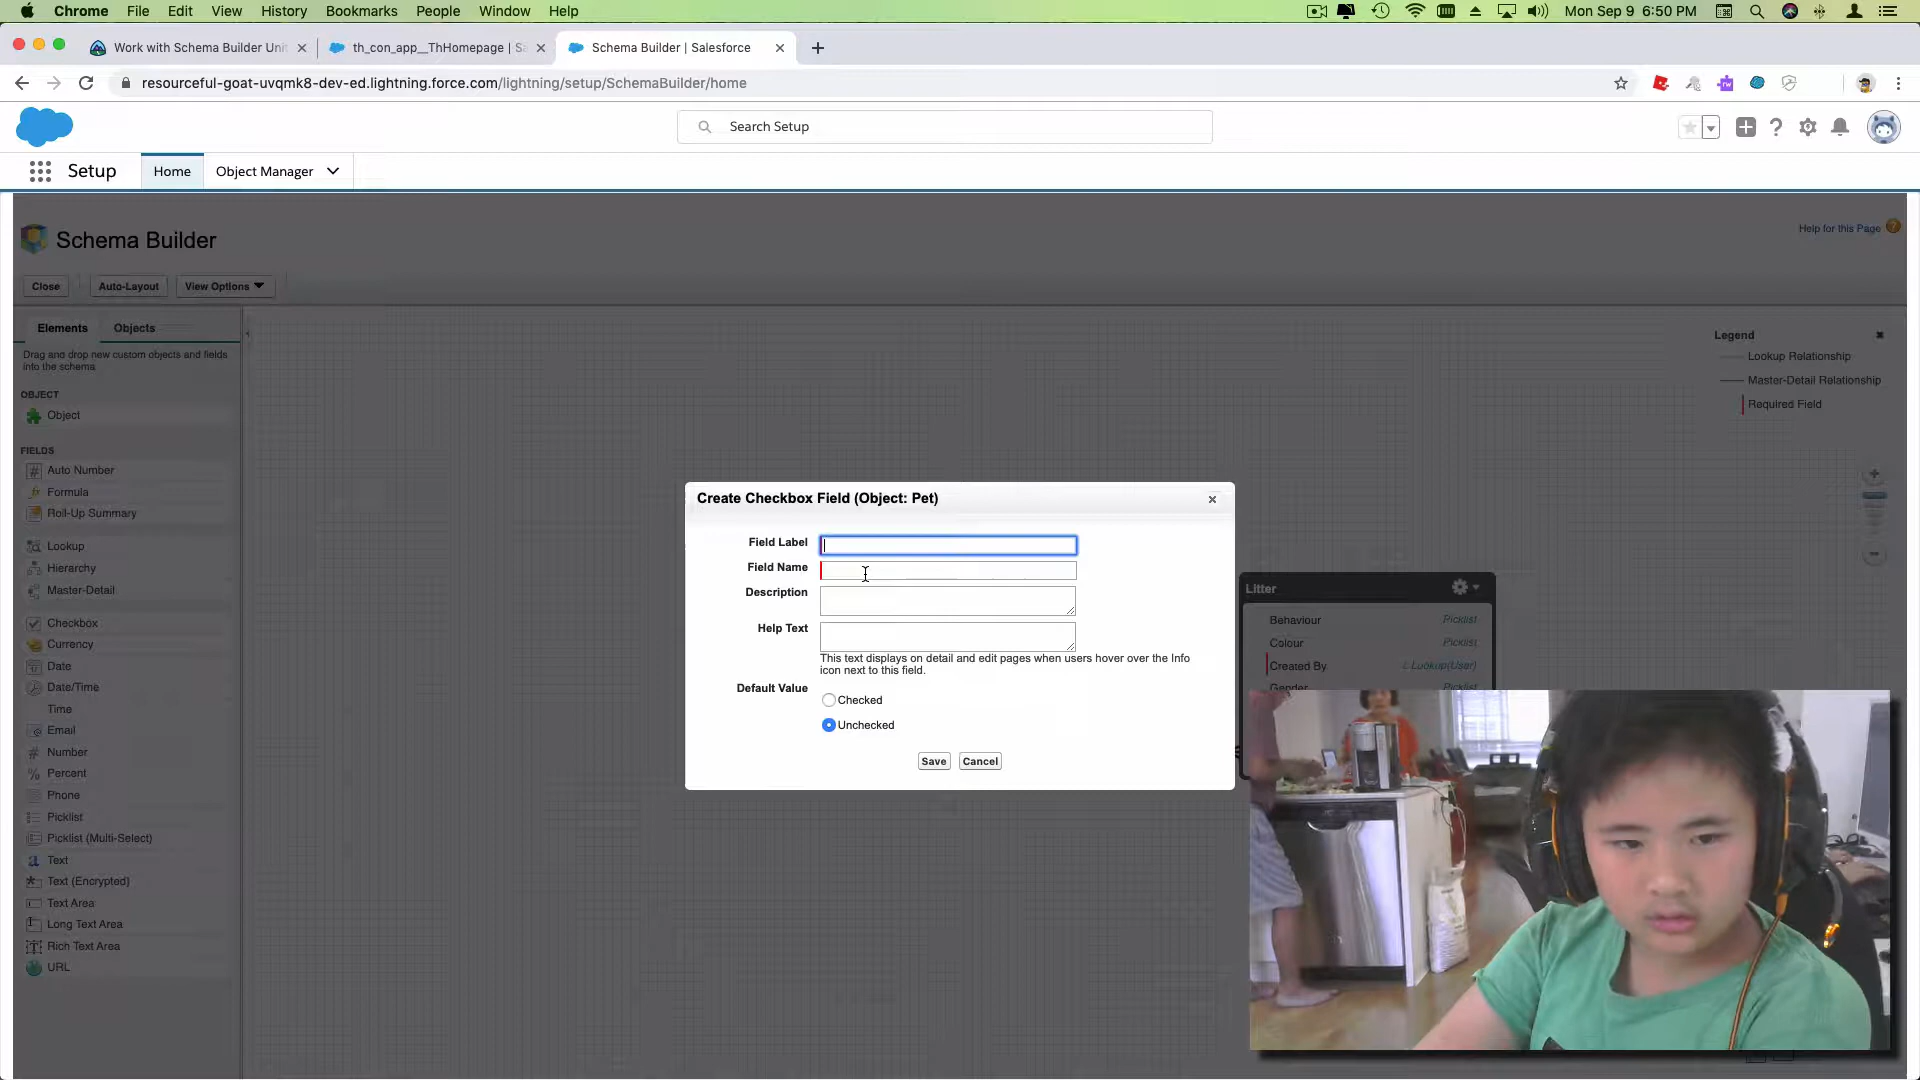 Chrome File Edit View History Bookmarks People Window Help Mon Sep 9 6:50 PM
Work with Schema Builder Unit
th_con_app__ThHomepage | Sa
Schema Builder | Salesforce
resourceful-goat-uvqmk8-dev-ed.lightning.force.com/lightning/setup/SchemaBuilder/home
Search Setup
Setup Home Object Manager
Schema Builder
Help for this Page
Close Auto-Layout View Options
Elements Objects
Drag and drop new custom objects and fields
into the schema
OBJECT
Object
FIELDS
Auto Number
Formula
Roll-Up Summary
Lookup
Hierarchy
Master-Detail
Checkbox
Currency
Date
Date/Time
Time
Email
Number
Percent
Phone
Picklist
Picklist (Multi-Select)
Text
Text (Encrypted)
Text Area
Long Text Area
Rich Text Area
URL
Legend
Lookup Relationship
Master-Detail Relationship
Required Field
Create Checkbox Field (Object: Pet)
Field Label
Field Name
Description
Help Text
This text displays on detail and edit pages when users hover over the Info
icon next to this field.
Default Value
Checked
Unchecked
Save Cancel
Litter
Behaviour Picklist
Colour Picklist
Created By Lookup(User)
Gender Picklist